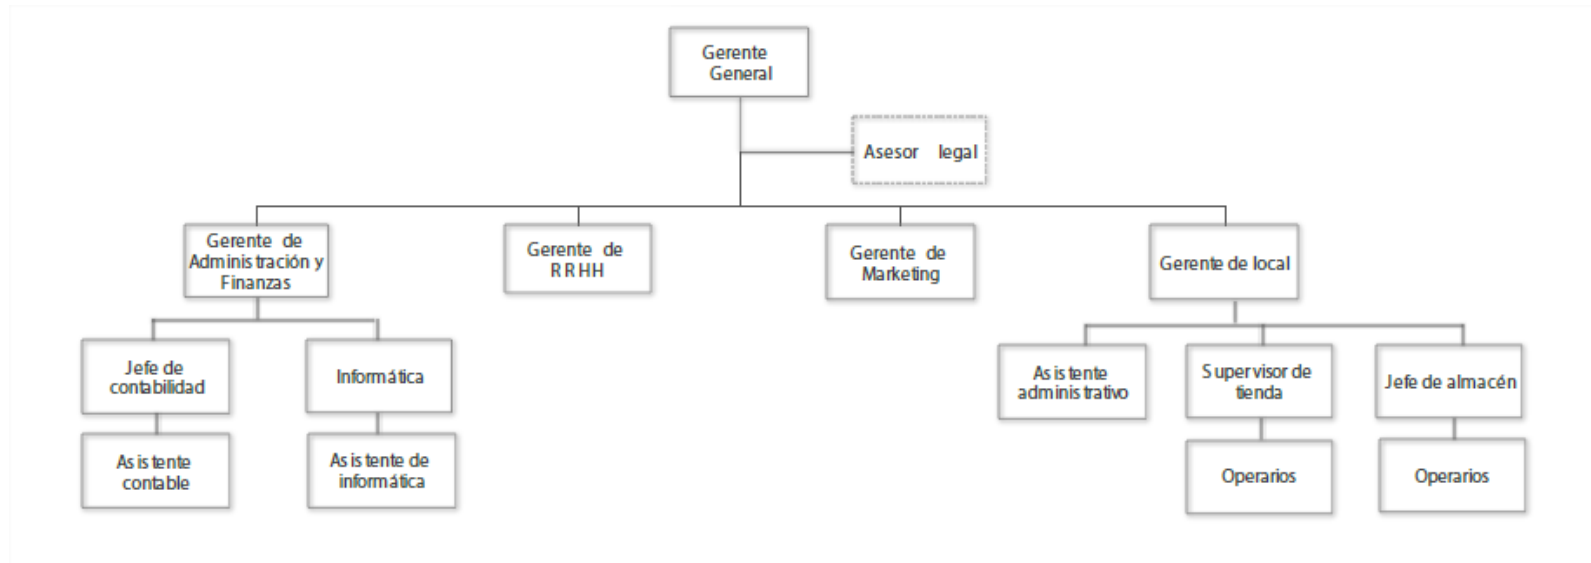 Gerente
General
Asesor legal
Gerente de
Administración y
Finanzas
Gerente de
RRHH
Gerente de
Marketing
Gerente de local
Jefe de
contabilidad
Informática
Asistente
administrativo
Supervisor de
tienda
Jefe de almacén
Asistente
contable
Asistente de
informática
Operarios
Operarios